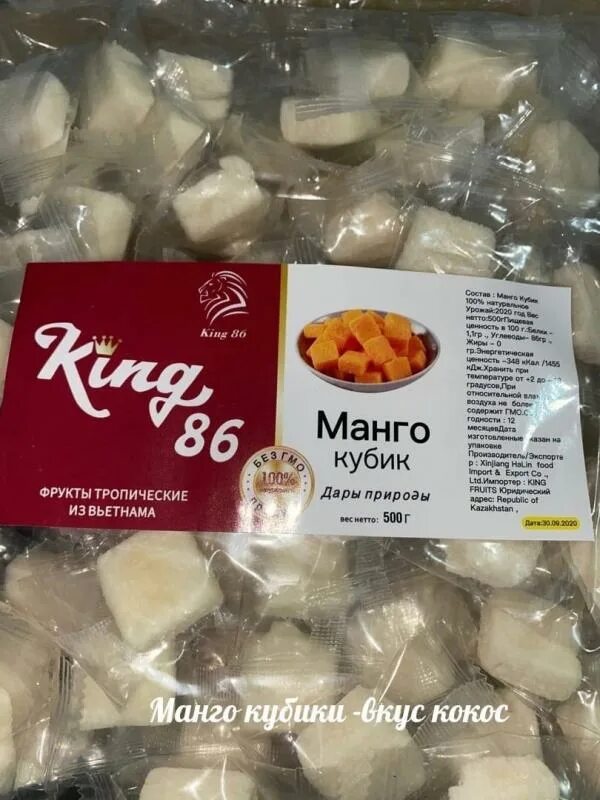 King 86
King
86
ФРУКТЫ ТРОПИЧЕСКИЕ
ИЗ ВЬЕТНАМА
БЕЗ ГМО
100%
Манго
кубик
Дары природы
вес нетто: 500 г
Состав : Манго Кубик
100% натуральное
Урожай:2020 год Вес
нетто:500гПищевая
ценность в 100 г.:Белки –
1,1гр ., Углеводы– 86гр .,
Жиры – 0
гр.Энергетическая
ценность –348 кКал /1455
кДж.Хранить при
температуре от +2 до
градусов,При
относительной
воздуха не более
содержит ГМО.
годности : 12
месяцевДата
изготовления указан на
упаковке
Производитель/Экспорте
р : Xinjiang HaLin food
Import & Export Co .,
Ltd.Импортер : KING
FRUITS Юридический
адрес: Republic of
Kazakhstan ,
Дата:30.09.2020
Манго кубики -вкус кокос